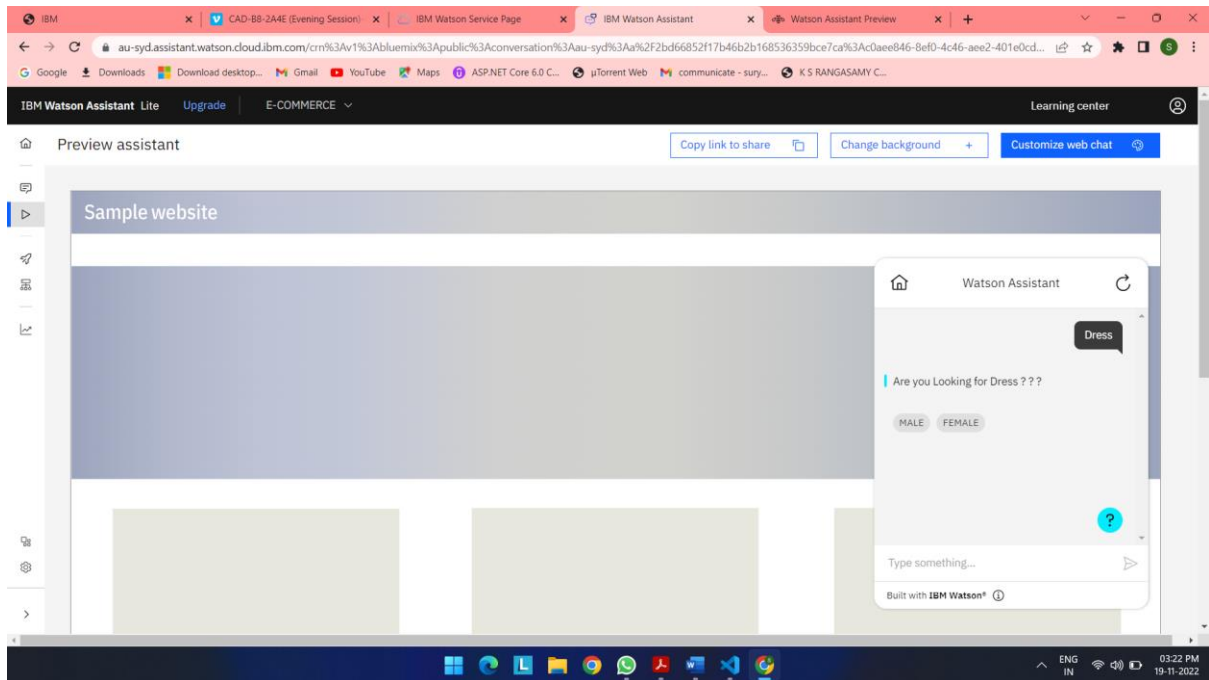 IBM
CAD-BB-2A4E (Evening Session)
IBM Watson Service Page
IBM Watson Assistant
Watson Assistant Preview
au-syd.assistant.watson.cloud.ibm.com/crn%3Av1%3Abluemix%3Apublic%3Aconversation%3Aau-syd%3Aa%2F2bd66852f17b46b2b168536359bce7ca%3Ac0aee846-8ef0-4c46-aee2-401e0cd...
S
Google Downloads Download desktop... Gmail YouTube Maps ASP.NET Core 6.0 C... µTorrent Web communicate - sury... K S RANGASAMY C...
IBM Watson Assistant Lite Upgrade E-COMMERCE Learning center
Preview assistant Copy link to share Change background + Customize web chat
Sample website
Watson Assistant
Dress
Are you Looking for Dress ? ? ?
MALE FEMALE
?
Type something...
Built with IBM Watson®
ENG 03:22 PM
IN 19-11-2022